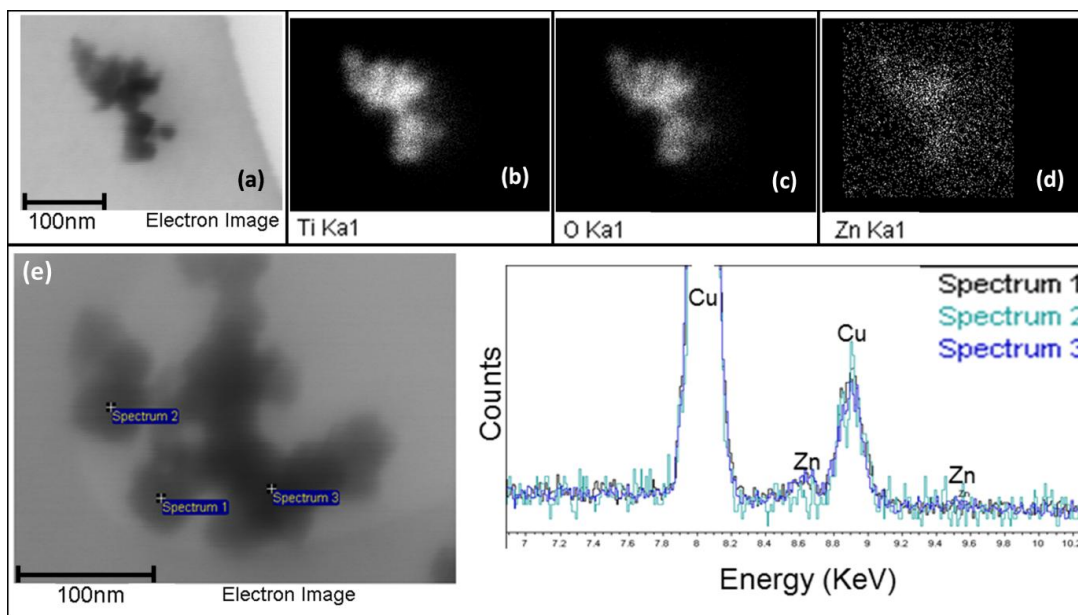 (a)
100nm
Electron Image
(b)
Ti Ka1
(c)
O Ka1
(d)
Zn Ka1
(e)
Spectrum 2
Spectrum 1
Spectrum 3
100nm
Electron Image
Spectrum 1
Spectrum 2
Spectrum 3
Cu
Cu
Zn
Zn
Zn
Counts
7 7.2 7.4 7.6 7.8 8 8.2 8.4 8.6 8.8 9 9.2 9.4 9.6 9.8 10 10.2
Energy (KeV)